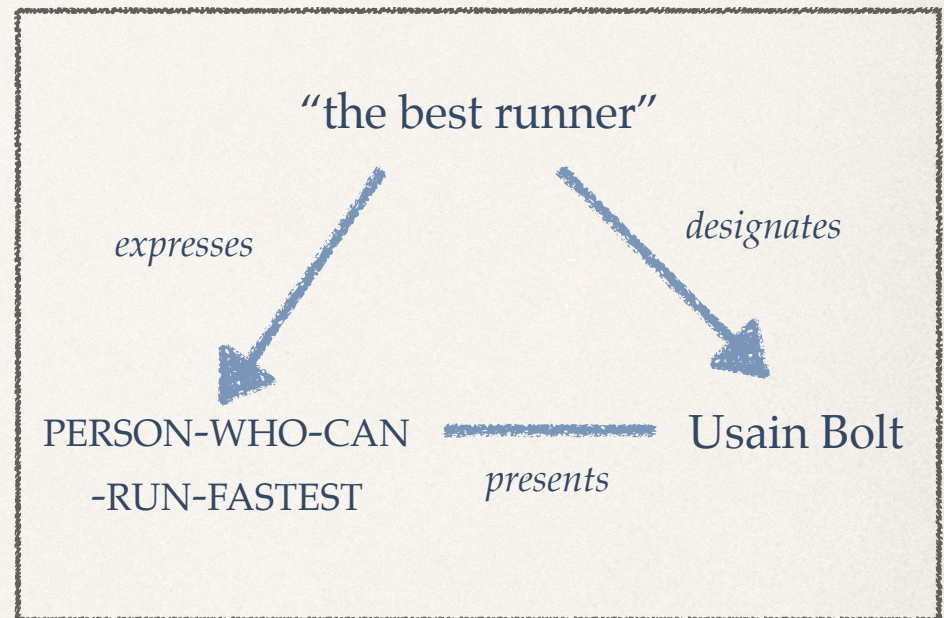 “the best runner”
expresses
designates
PERSON-WHO-CAN
-RUN-FASTEST
presents
Usain Bolt